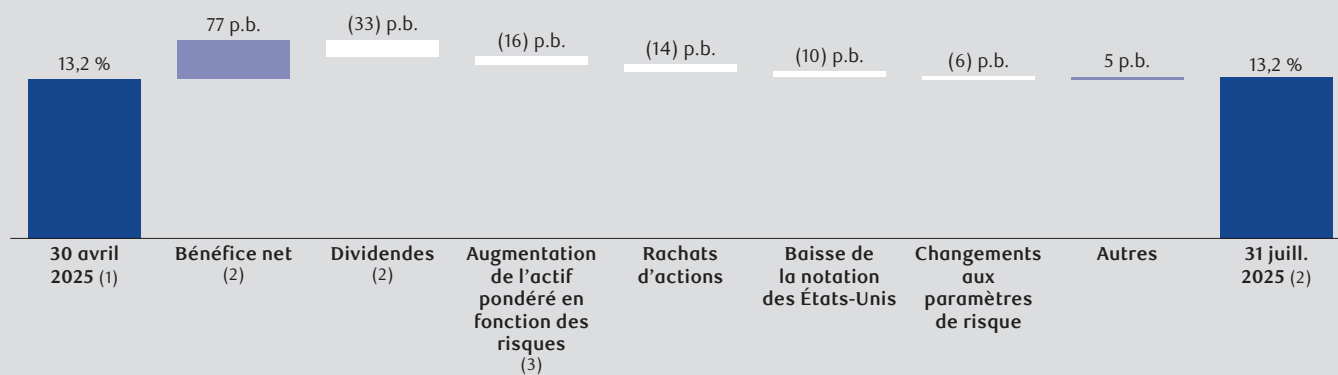 77 p.b.
(33) p.b.
(16) p.b.
(14) p.b.
(10) p.b.
(6) p.b.
5 p.b.
13,2 %
13,2 %
30 avril
2025 (1)
Bénéfice net
(2)
Dividendes
(2)
Augmentation
de l'actif
pondéré en
fonction des
risques
(3)
Rachats
d'actions
Baisse de
la notation
des États-Unis
Changements
aux
paramètres
de risque
Autres
31 juill.
2025 (2)